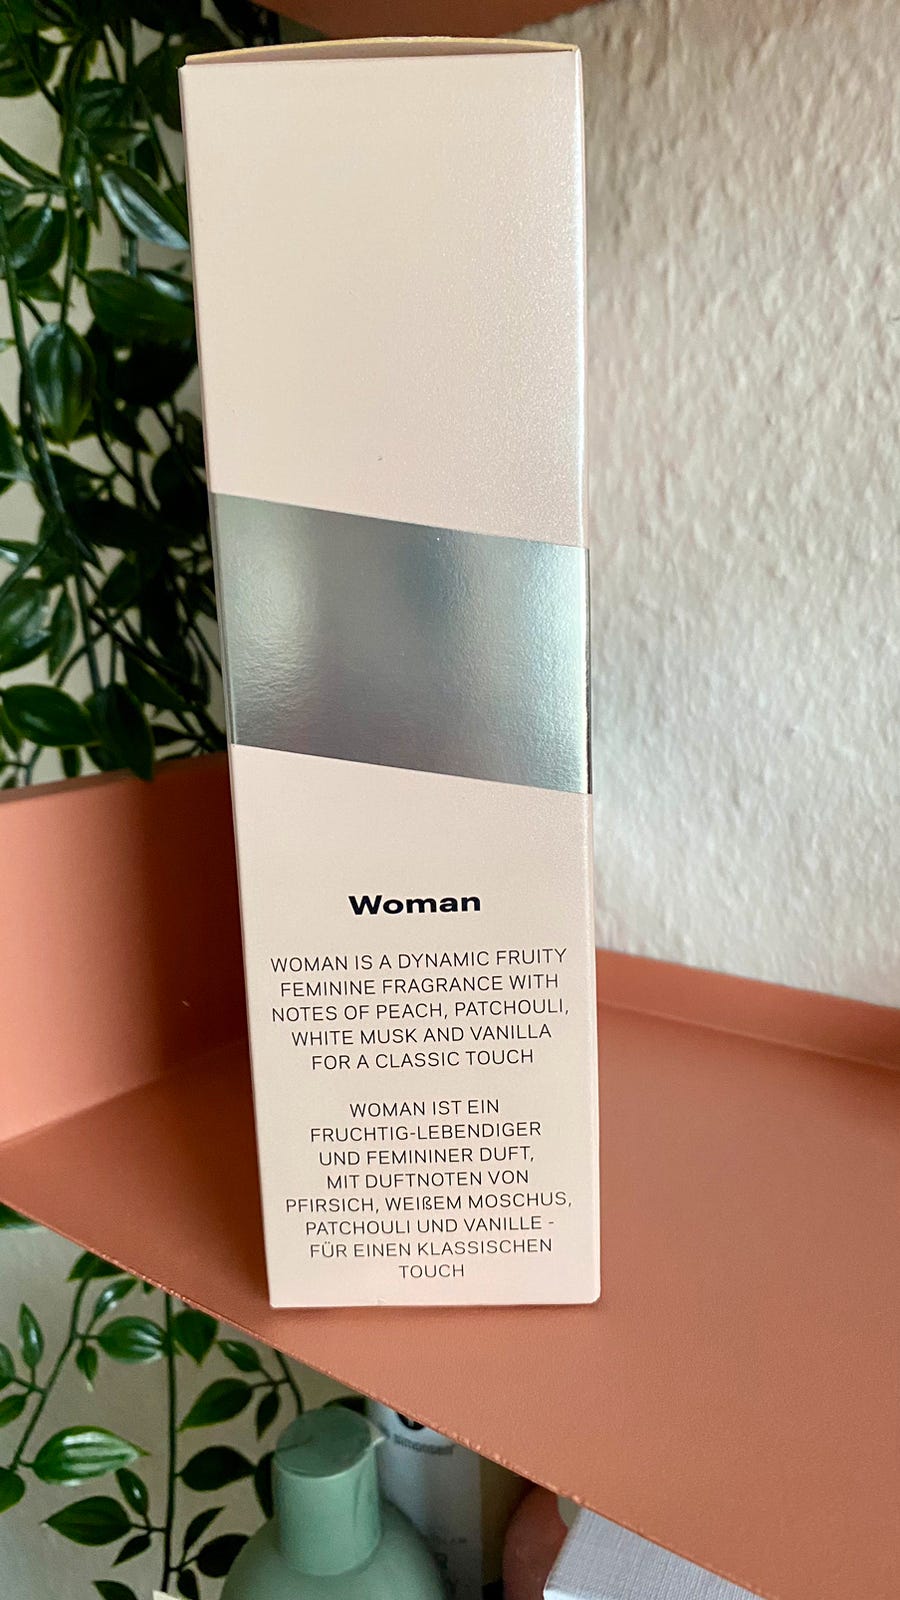 Woman
WOMAN IS A DYNAMIC FRUITY
FEMININE FRAGRANCE WITH
NOTES OF PEACH, PATCHOULI,
WHITE MUSK AND VANILLA
FOR A CLASSIC TOUCH
WOMAN IST EIN
FRUCHTIG-LEBENDIGER
UND FEMININER DUFT,
MIT DUFTNOTEN VON
PFIRSICH, WEIßEM MOSCHUS,
PATCHOULI UND VANILLE -
FÜR EINEN KLASSISCHEN
TOUCH